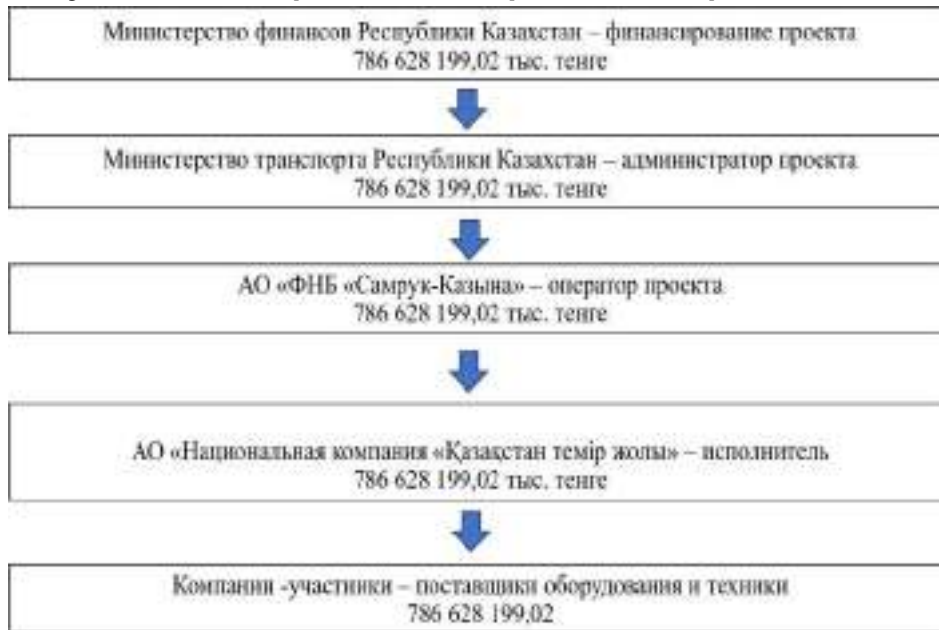 Министерство финансов Республики Казахстан – финансирование проекта
786 628 199,02 тыс. тенге
Министерство транспорта Республики Казахстан – администратор проекта
786 628 199,02 тыс. тенге
АО «ФНБ «Самрук-Казына» – оператор проекта
786 628 199,02 тыс. тенге
АО «Национальная компания «Қазақстан темір жолы» – исполнитель
786 628 199,02 тыс. тенге
Компании -участники – поставщики оборудования и техники
786 628 199,02